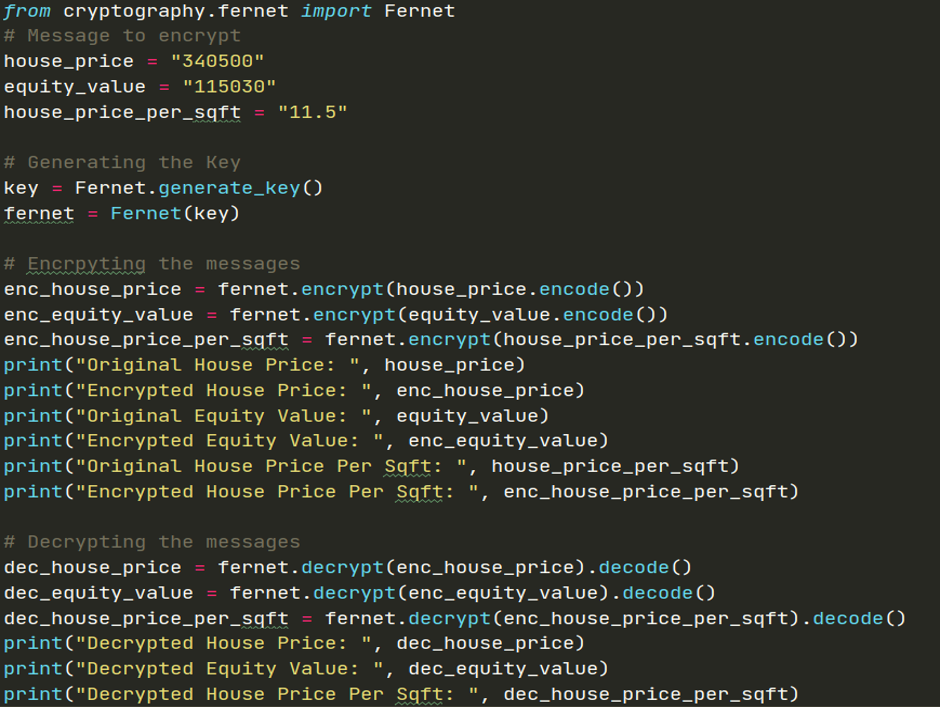 from cryptography.fernet import Fernet
# Message to encrypt
house_price = "340500"
equity_value = "115030"
house_price_per_sqft = "11.5"
# Generating the Key
key = Fernet.generate_key()
fernet = Fernet(key)
# Encrpyting the messages
enc_house_price = fernet.encrypt(house_price.encode())
enc_equity_value = fernet.encrypt(equity_value.encode())
enc_house_price_per_sqft = fernet.encrypt(house_price_per_sqft.encode())
print("Original House Price: ", house_price)
print("Encrypted House Price: ", enc_house_price)
print("Original Equity Value: ", equity_value)
print("Encrypted Equity Value: ", enc_equity_value)
print("Original House Price Per Sqft: ", house_price_per_sqft)
print("Encrypted House Price Per Sqft: ", enc_house_price_per_sqft)
# Decrypting the messages
dec_house_price = fernet.decrypt(enc_house_price).decode()
dec_equity_value = fernet.decrypt(enc_equity_value).decode()
dec_house_price_per_sqft = fernet.decrypt(enc_house_price_per_sqft).decode()
print("Decrypted House Price: ", dec_house_price)
print("Decrypted Equity Value: ", dec_equity_value)
print("Decrypted House Price Per Sqft: ", dec_house_price_per_sqft)